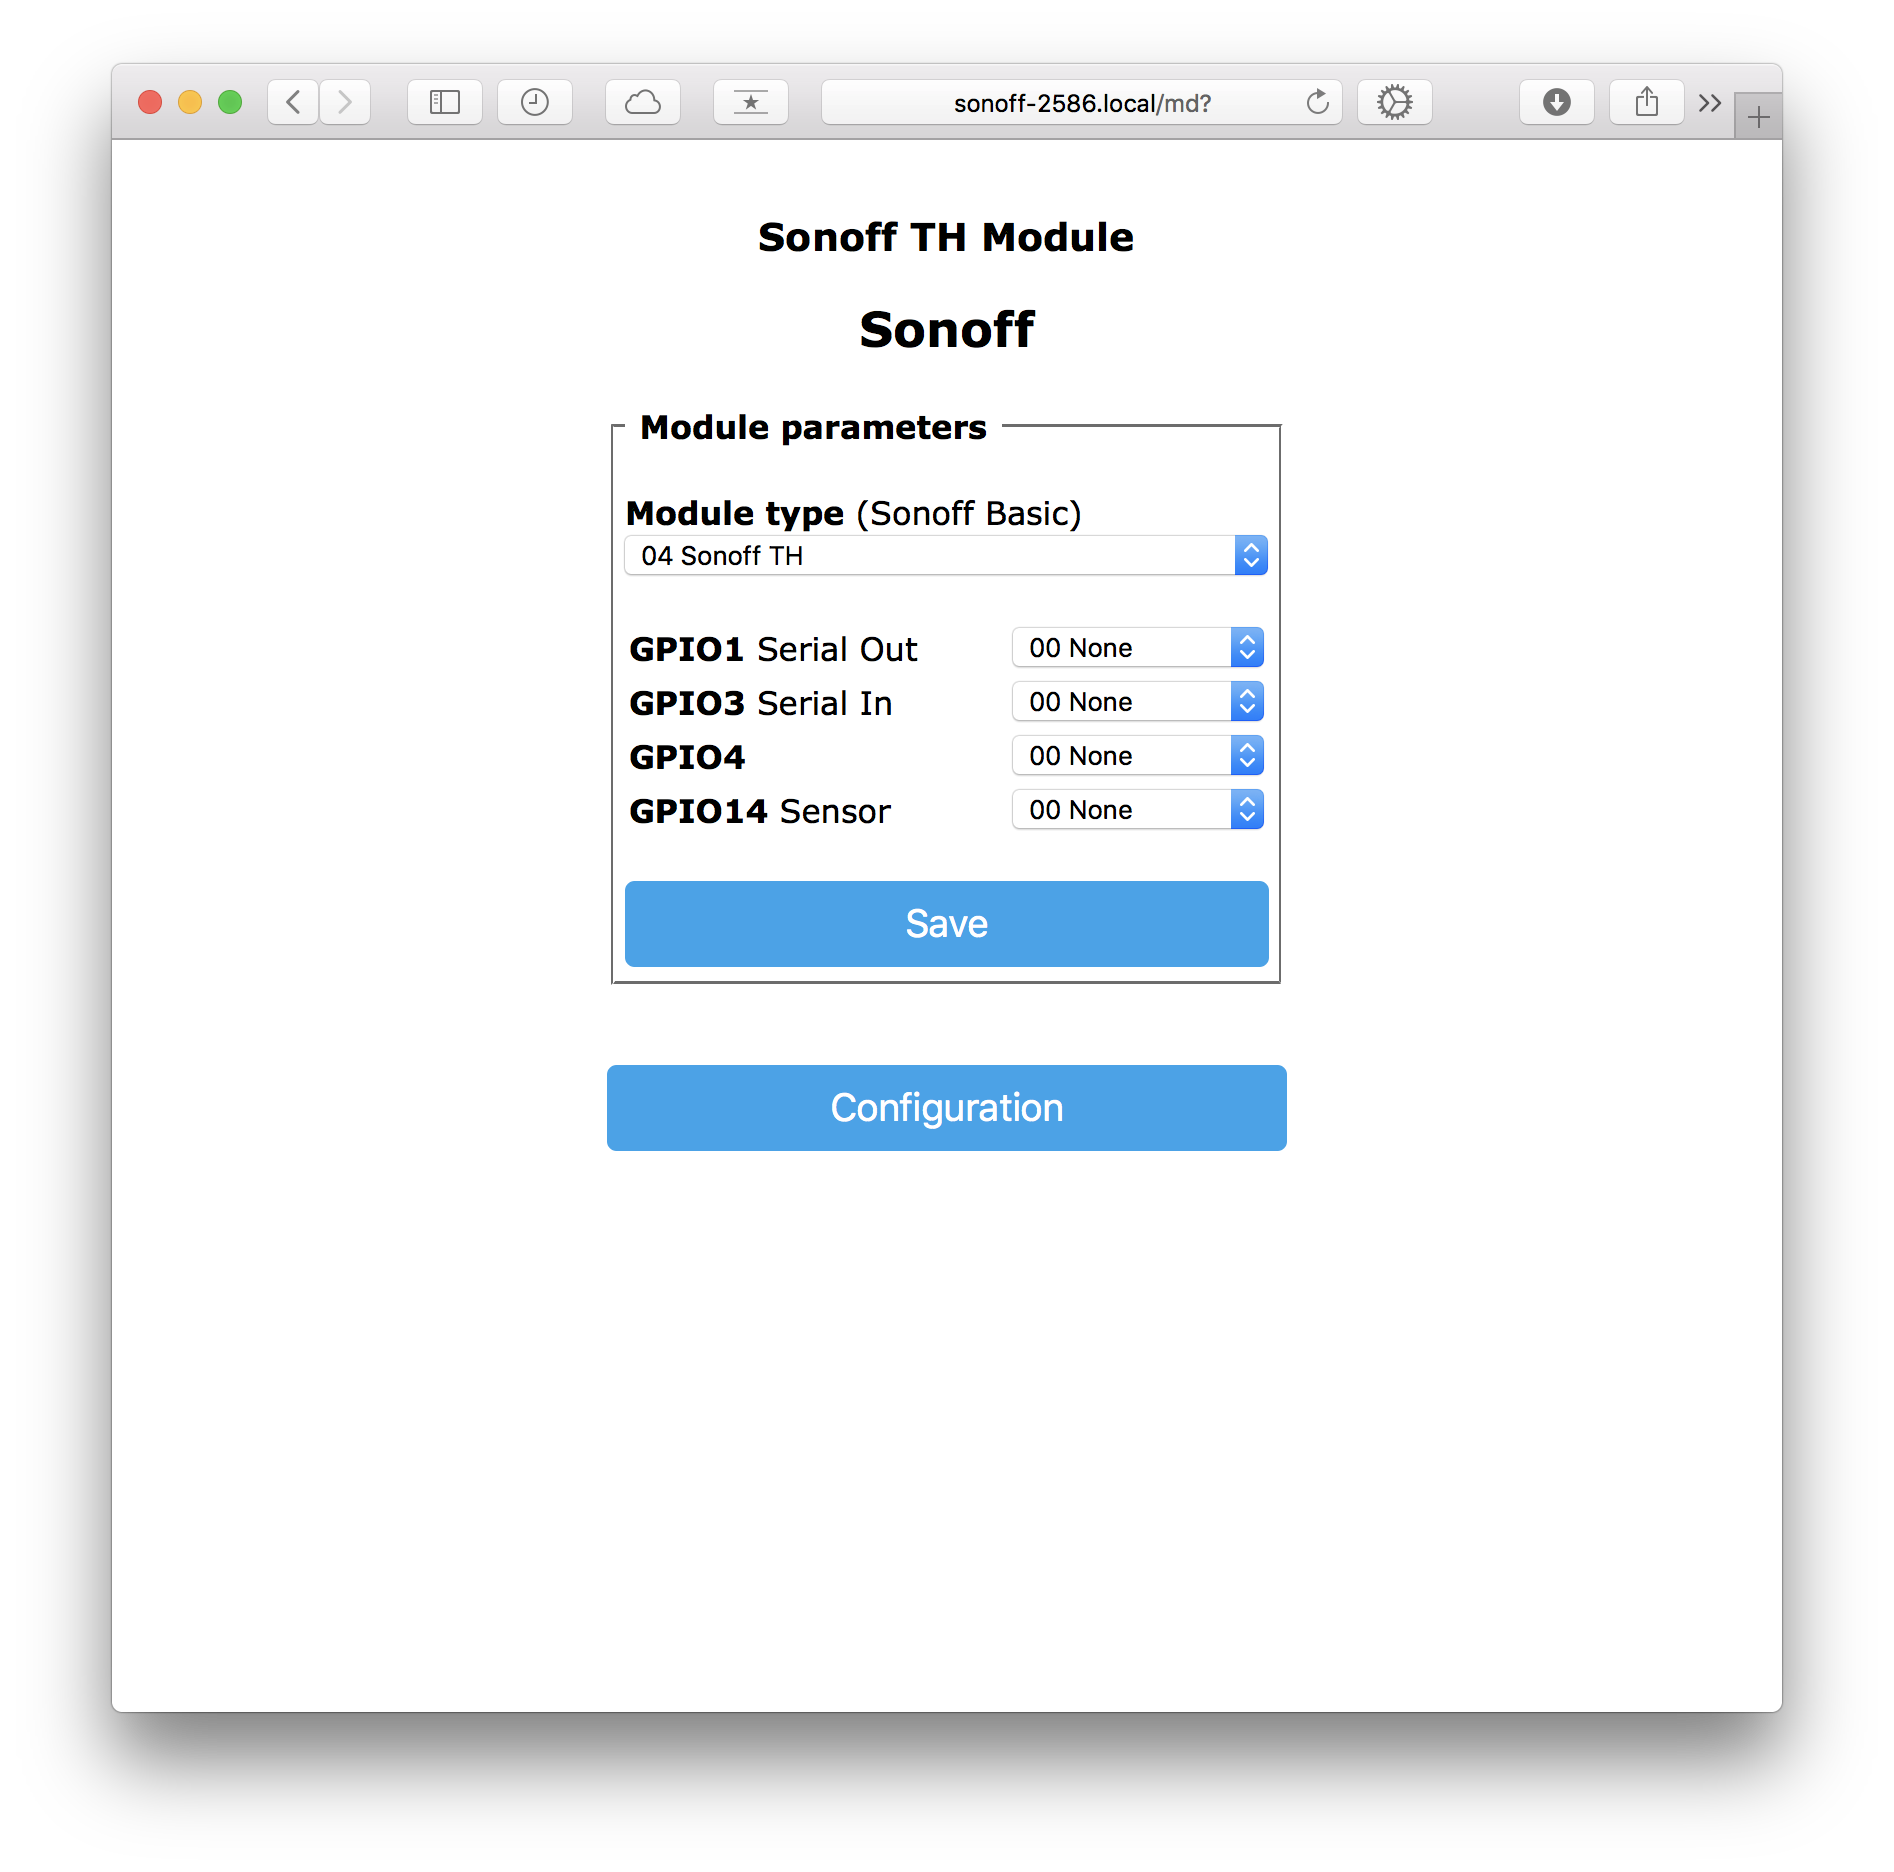 sonoff-2586.local/md?
Sonoff TH Module
Sonoff
Module parameters
Module type (Sonoff Basic)
04 Sonoff TH
GPIO1 Serial Out 00 None
GPIO3 Serial In 00 None
GPIO4 00 None
GPIO14 Sensor 00 None
Save
Configuration